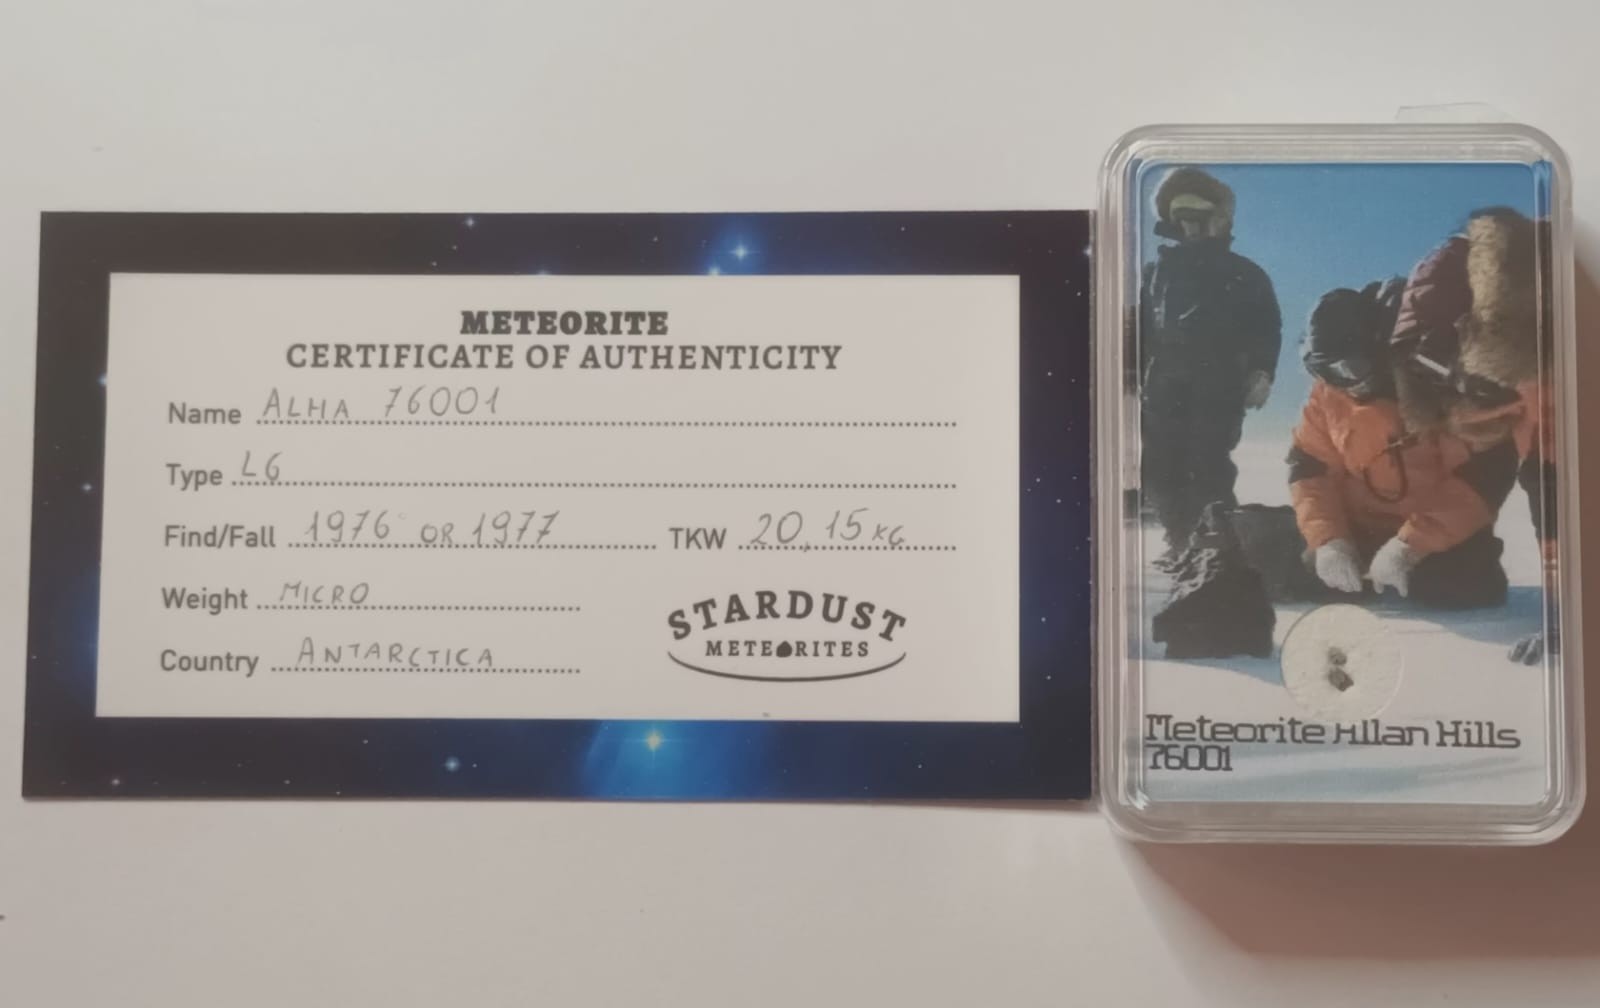 METEORITE
CERTIFICATE OF AUTHENTICITY
Name ALHA 76001
Type L6
Find/Fall 1976 OR 1977 TKW 20,15 KG
Weight MICRO
Country ANTARCTICA
STARDUST
METEORITES
Meteorite Allan Hills
76001